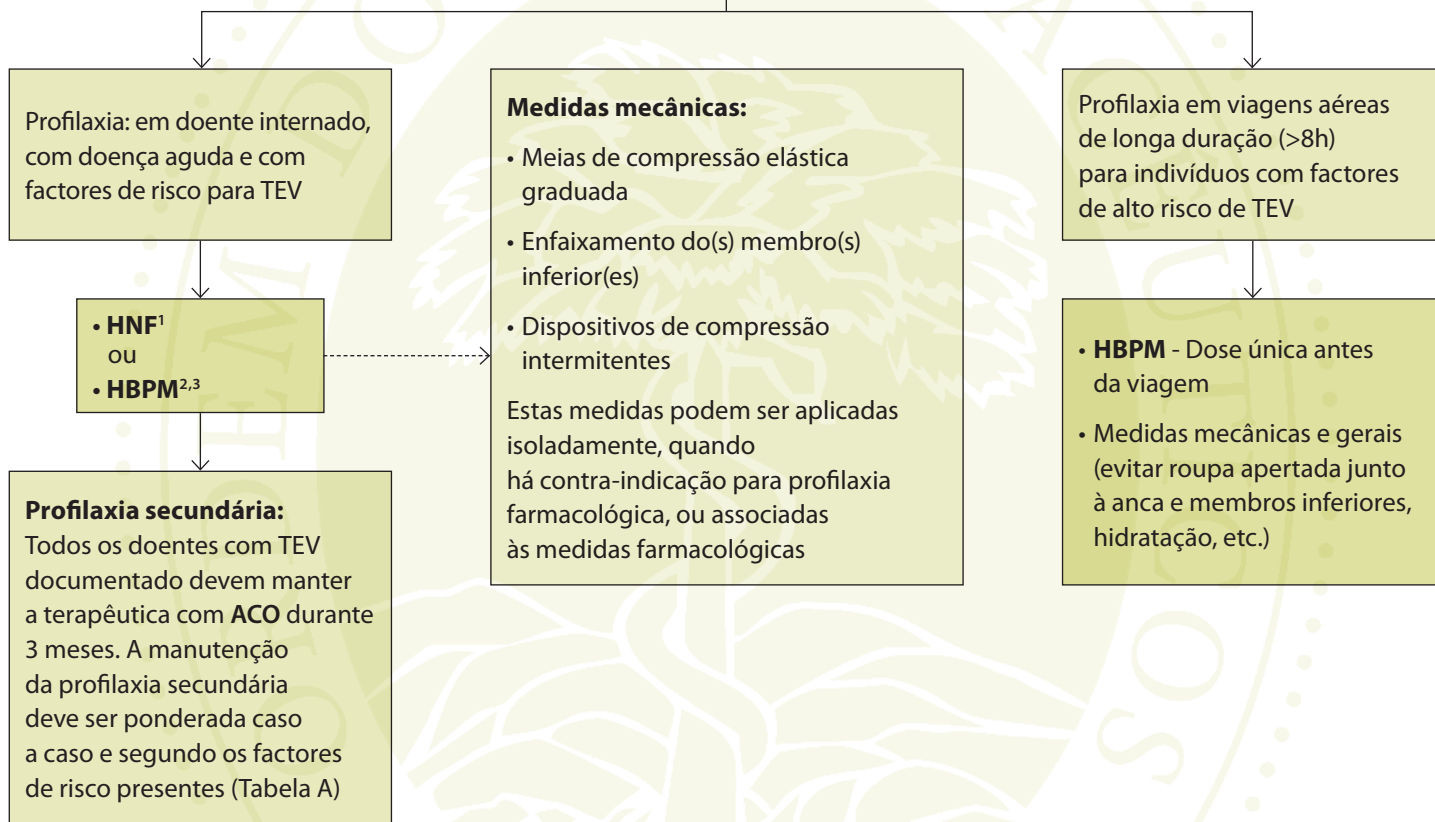 Profilaxia: em doente internado,
com doença aguda e com
factores de risco para TEV
• HNF¹
ou
• HBPM²,³
Profilaxia secundária:
Todos os doentes com TEV
documentado devem manter
a terapêutica com ACO durante
3 meses. A manutenção
da profilaxia secundária
deve ser ponderada caso
a caso e segundo os factores
de risco presentes (Tabela A)
Medidas mecânicas:
• Meias de compressão elástica
graduada
• Enfaixamento do(s) membro(s)
inferior(es)
• Dispositivos de compressão
intermitentes
Estas medidas podem ser aplicadas
isoladamente, quando
há contra-indicação para profilaxia
farmacológica, ou associadas
às medidas farmacológicas
Profilaxia em viagens aéreas
de longa duração (>8h)
para indivíduos com factores
de alto risco de TEV
• HBPM - Dose única antes
da viagem
• Medidas mecânicas e gerais
(evitar roupa apertada junto
à anca e membros inferiores,
hidratação, etc.)